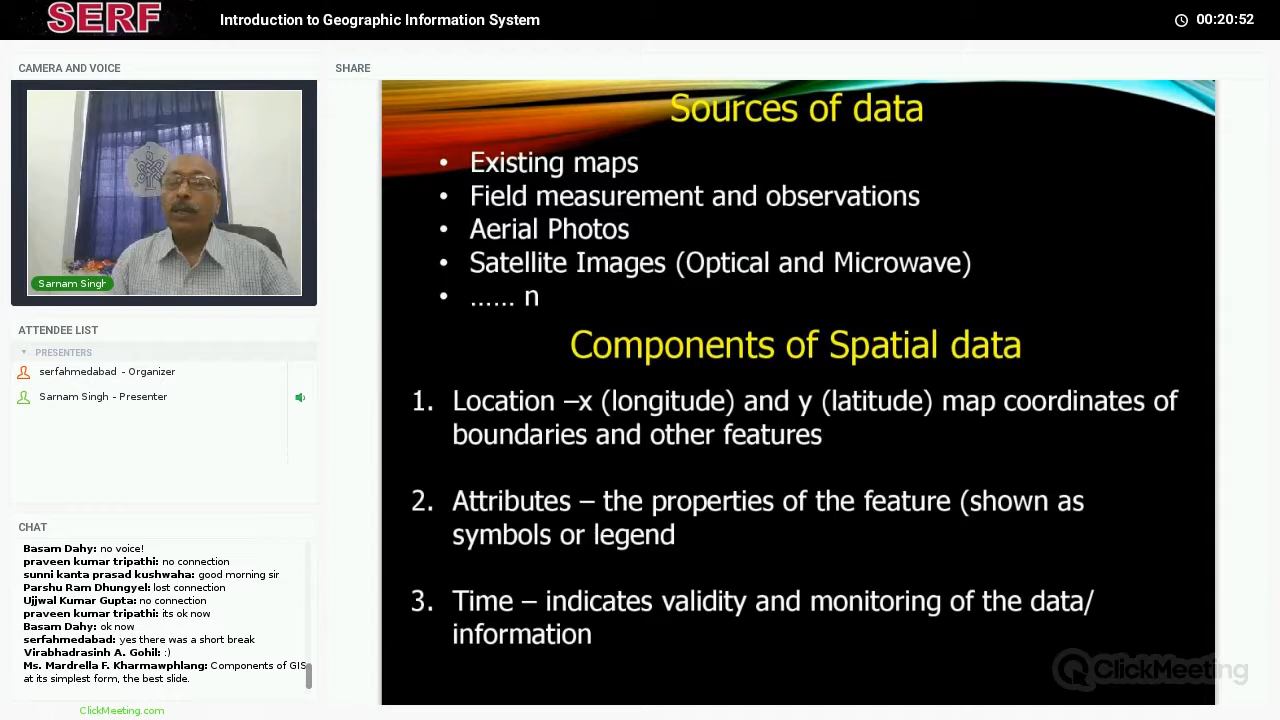 SERF
Introduction to Geographic Information System
00:20:52
CAMERA AND VOICE
Sarnam Singh
ATTENDEE LIST
PRESENTERS
serfahmedabad - Organizer
Sarnam Singh - Presenter
CHAT
Basam Dahy: no voice!
praveen kumar tripathi: no connection
sunni kanta prasad kushwaha: good morning sir
Parshu Ram Dhungyel: lost connection
Ujjwal Kumar Gupta: no connection
praveen kumar tripathi: its ok now
Basam Dahy: ok now
serfahmedabad: yes there was a short break
Virabhadrasinh A. Gohil: :)
Ms. Mardrella F. Kharmawphlang: Components of GIS
at its simplest form, the best slide.
ClickMeeting.com
SHARE
Sources of data
• Existing maps
• Field measurement and observations
• Aerial Photos
• Satellite Images (Optical and Microwave)
• ...... n
Components of Spatial data
1. Location –x (longitude) and y (latitude) map coordinates of
boundaries and other features
2. Attributes – the properties of the feature (shown as
symbols or legend
3. Time – indicates validity and monitoring of the data/
information
ClickMeeting